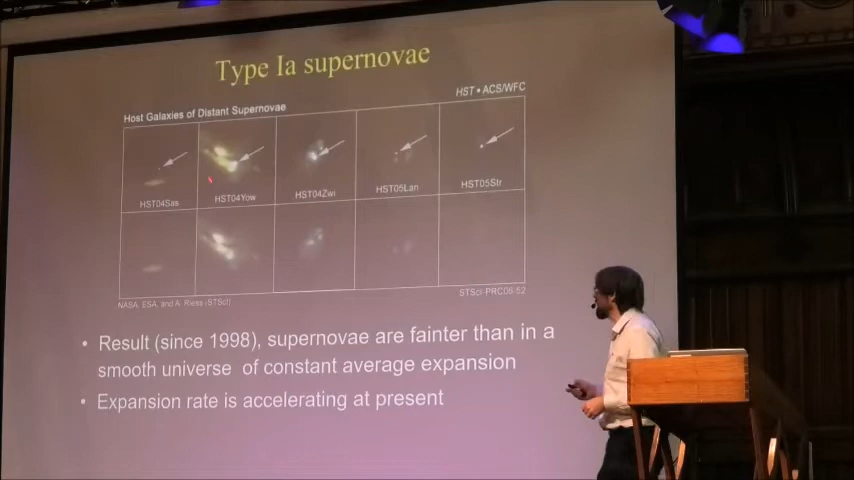 Type Ia supernovae
Host Galaxies of Distant Supernovae
HST • ACS/WFC
HST04Sas
HST04Yow
HST04Zwi
HST05Lan
HST05Str
NASA, ESA, and A. Riess (STScI)
STScI-PRC06-52
• Result (since 1998), supernovae are fainter than in a
smooth universe of constant average expansion
• Expansion rate is accelerating at present